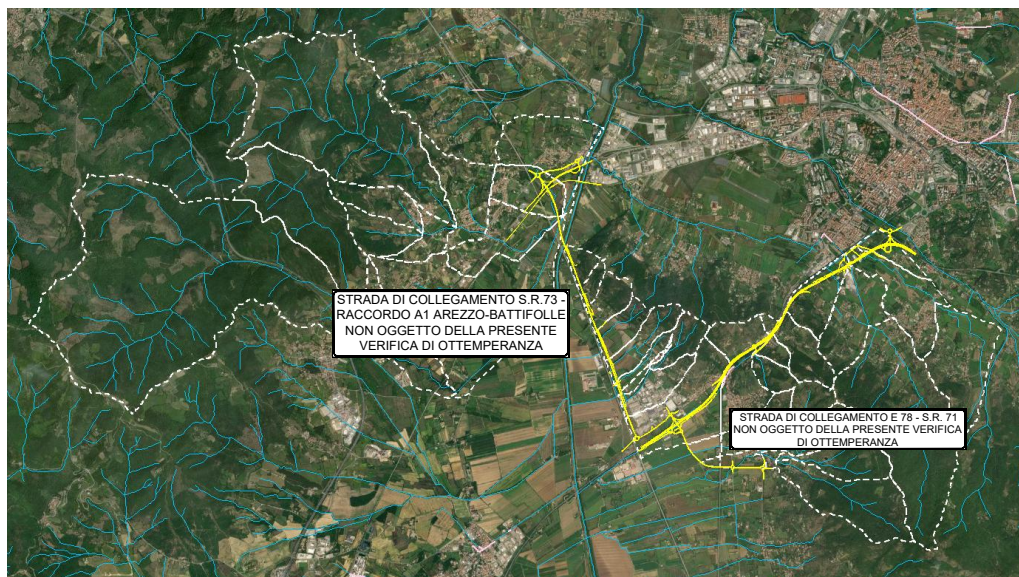 STRADA DI COLLEGAMENTO S.R.73 -
RACCORDO A1 AREZZO-BATTIFOLLE
NON OGGETTO DELLA PRESENTE
VERIFICA DI OTTEMPERANZA
STRADA DI COLLEGAMENTO E 78 - S.R. 71
NON OGGETTO DELLA PRESENTE VERIFICA
DI OTTEMPERANZA